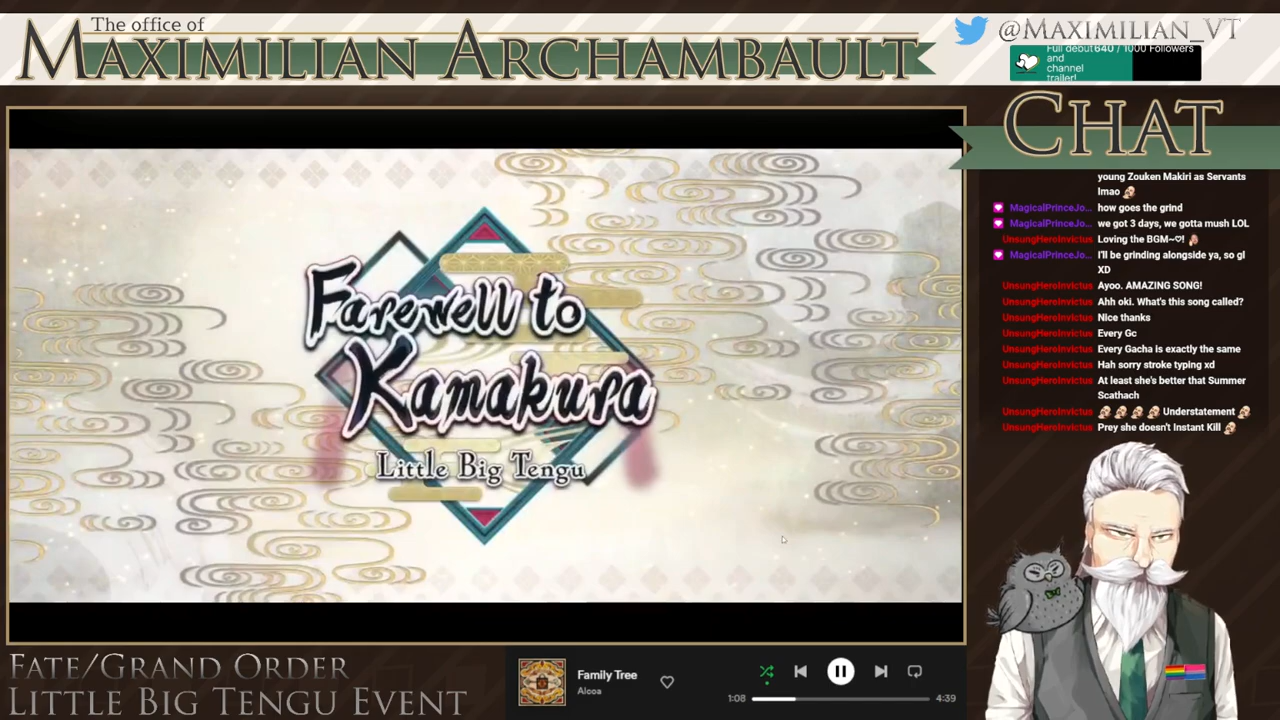 The office of
Maximilian Archambault
@Maximilian_VT
Full debut 640 / 1000 Followers
and
channel
trailer!
Chat
young Zouken Makiri as Servants
lmao
MagicalPrinceJo... how goes the grind
MagicalPrinceJo... we got 3 days, we gotta mush LOL
UnsungHeroInvictus Loving the BGM~♡!
MagicalPrinceJo... I'll be grinding alongside ya, so gl
XD
UnsungHeroInvictus Ayoo. AMAZING SONG!
UnsungHeroInvictus Ahh oki. What's this song called?
UnsungHeroInvictus Nice thanks
UnsungHeroInvictus Every Gc
UnsungHeroInvictus Every Gacha is exactly the same
UnsungHeroInvictus Hah sorry stroke typing xd
UnsungHeroInvictus At least she's better that Summer
Scathach
UnsungHeroInvictus Understatement
UnsungHeroInvictus Prey she doesn't Instant Kill
Farewell to
Kamakura
Little Big Tengu
Fate/Grand Order
Little Big Tengu Event
Family Tree
Alcoa
1:08
4:39